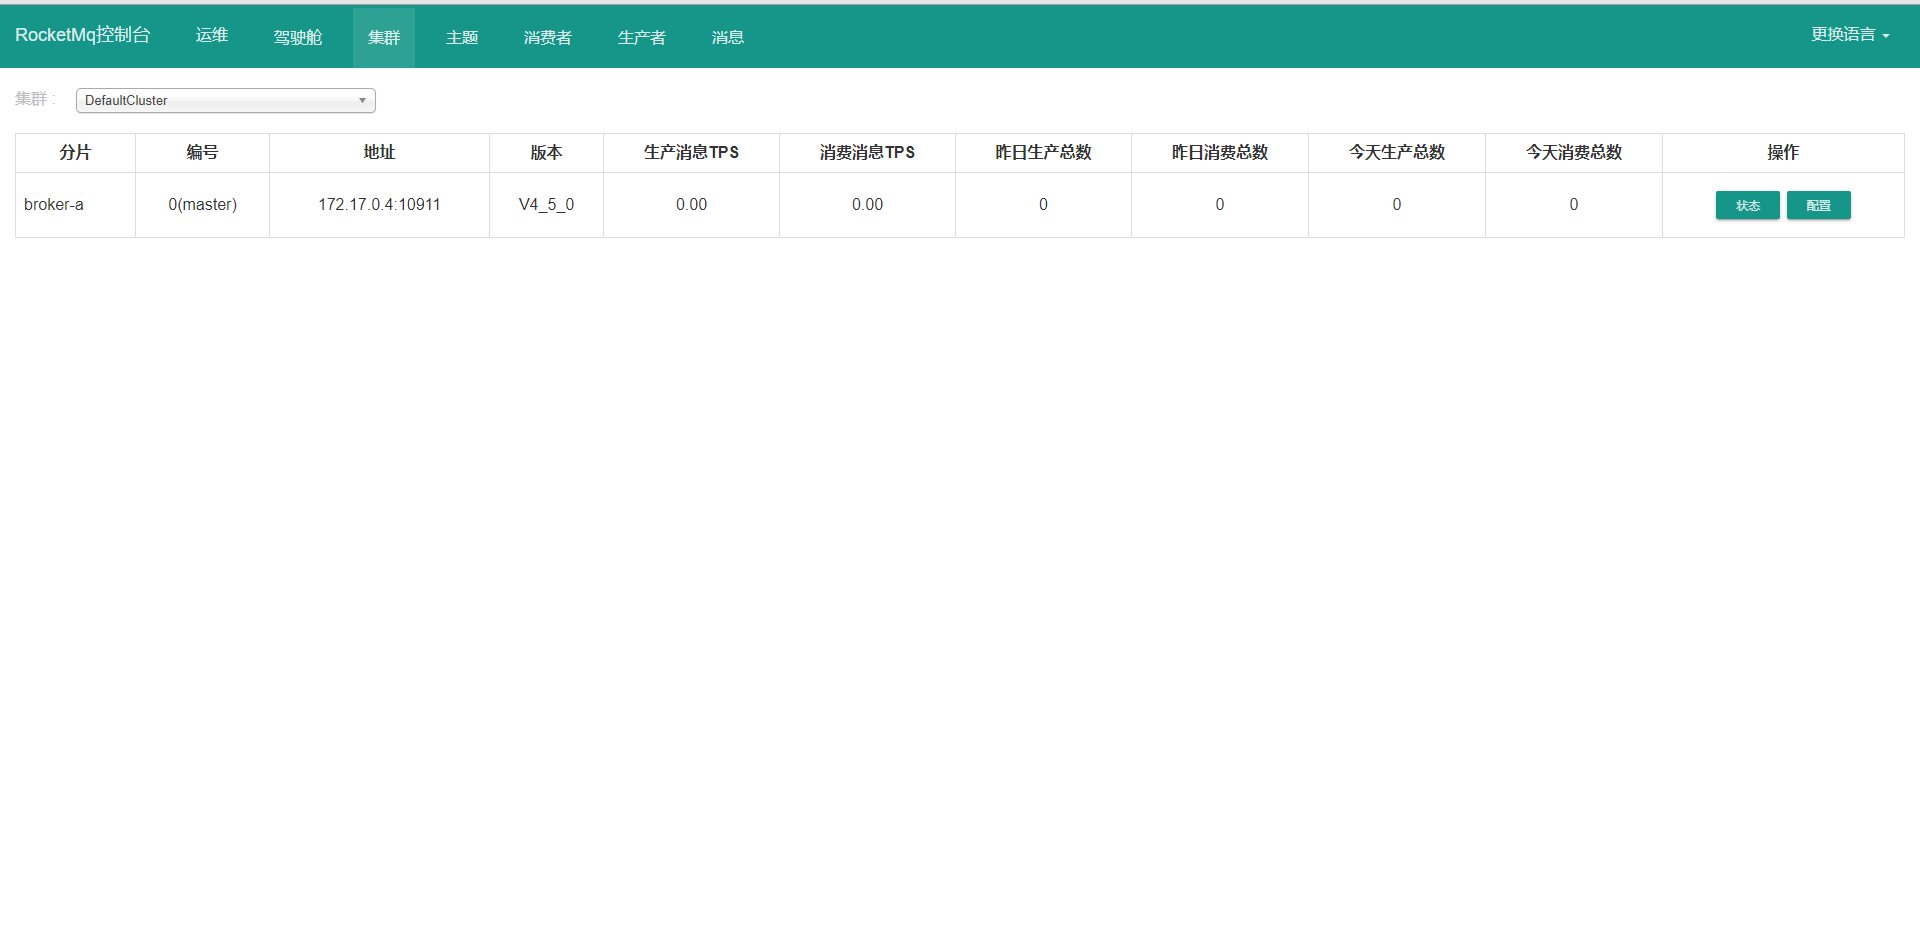 RocketMq控制台 运维 驾驶舱 集群 主题 消费者 生产者 消息 更换语言
集群 : DefaultCluster
分片 编号 地址 版本 生产消息TPS 消费消息TPS 昨日生产总数 昨日消费总数 今天生产总数 今天消费总数 操作
broker-a 0(master) 172.17.0.4:10911 V4_5_0 0.00 0.00 0 0 0 0 状态 配置